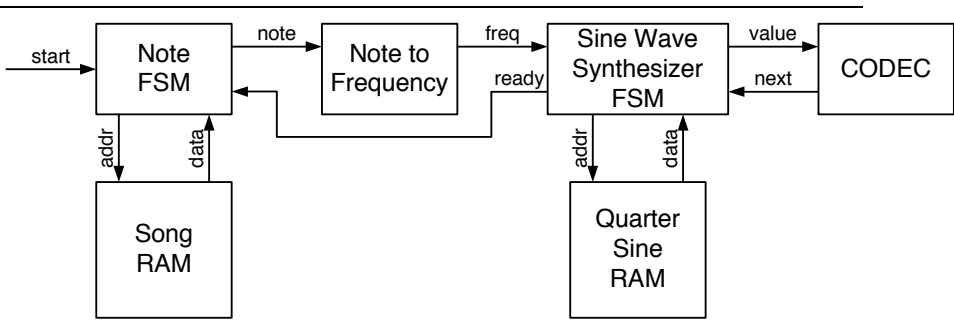 start
Note
FSM
note
Note to
Frequency
freq
ready
Sine Wave
Synthesizer
FSM
value
next
CODEC
addr
data
Song
RAM
addr
data
Quarter
Sine
RAM